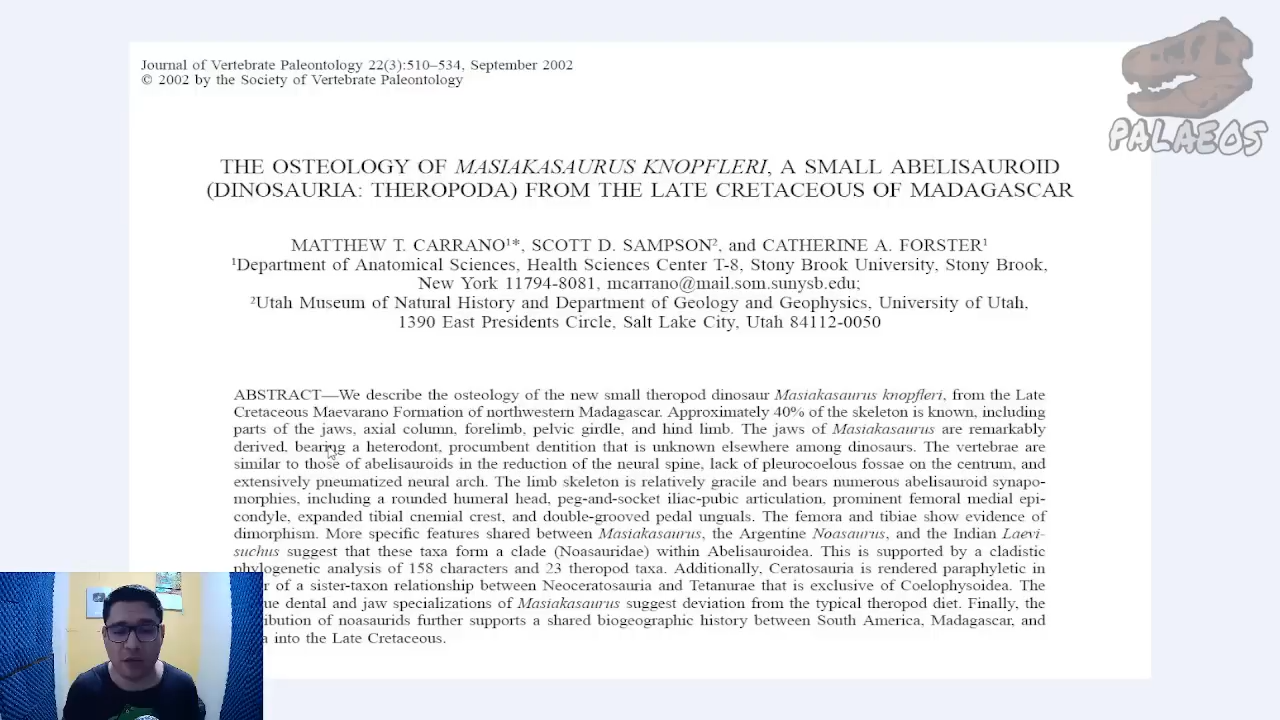 Journal of Vertebrate Paleontology 22(3):510–534, September 2002
© 2002 by the Society of Vertebrate Paleontology
PALAEOS
THE OSTEOLOGY OF MASIAKASAURUS KNOPFLERI, A SMALL ABELISAUROID
(DINOSAURIA: THEROPODA) FROM THE LATE CRETACEOUS OF MADAGASCAR
MATTHEW T. CARRANO¹*, SCOTT D. SAMPSON², and CATHERINE A. FORSTER¹
¹Department of Anatomical Sciences, Health Sciences Center T-8, Stony Brook University, Stony Brook,
New York 11794-8081, mcarrano@mail.som.sunysb.edu;
²Utah Museum of Natural History and Department of Geology and Geophysics, University of Utah,
1390 East Presidents Circle, Salt Lake City, Utah 84112-0050
ABSTRACT—We describe the osteology of the new small theropod dinosaur Masiakasaurus knopfleri, from the Late
Cretaceous Maevarano Formation of northwestern Madagascar. Approximately 40% of the skeleton is known, including
parts of the jaws, axial column, forelimb, pelvic girdle, and hind limb. The jaws of Masiakasaurus are remarkably
derived, bearing a heterodont, procumbent dentition that is unknown elsewhere among dinosaurs. The vertebrae are
similar to those of abelisauroids in the reduction of the neural spine, lack of pleurocoelous fossae on the centrum, and
extensively pneumatized neural arch. The limb skeleton is relatively gracile and bears numerous abelisauroid synapo-
morphies, including a rounded humeral head, peg-and-socket iliac-pubic articulation, prominent femoral medial epi-
condyle, expanded tibial cnemial crest, and double-grooved pedal unguals. The femora and tibiae show evidence of
dimorphism. More specific features shared between Masiakasaurus, the Argentine Noasaurus, and the Indian Laevi-
suchus suggest that these taxa form a clade (Noasauridae) within Abelisauroidea. This is supported by a cladistic
phylogenetic analysis of 158 characters and 23 theropod taxa. Additionally, Ceratosauria is rendered paraphyletic in
of a sister-taxon relationship between Neoceratosauria and Tetanurae that is exclusive of Coelophysoidea. The
dental and jaw specializations of Masiakasaurus suggest deviation from the typical theropod diet. Finally, the
of noasaurids further supports a shared biogeographic history between South America, Madagascar, and
into the Late Cretaceous.